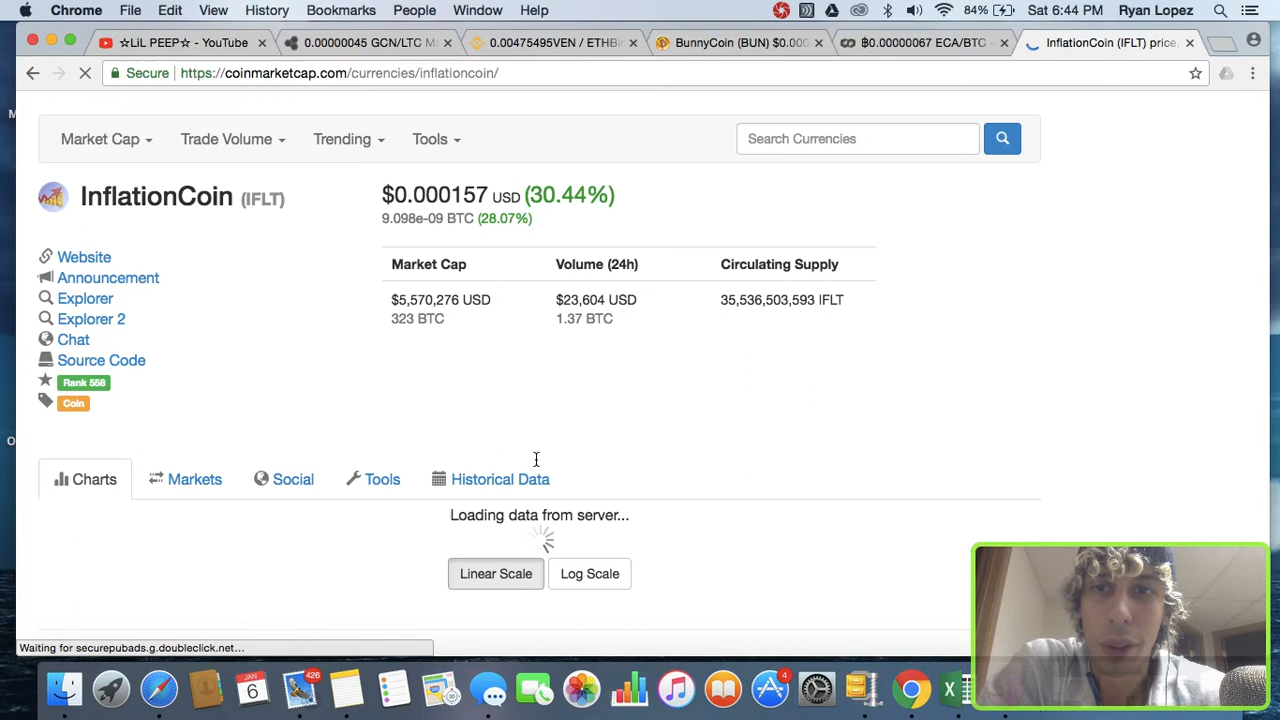 Chrome File Edit View History Bookmarks People Window Help 84% Sat 6:44 PM Ryan Lopez
☆LiL PEEP☆ - YouTube × 0.00000045 GCN/LTC M × 0.00475495VEN / ETHBi × BunnyCoin (BUN) $0.000 × ฿0.00000067 ECA/BTC - × InflationCoin (IFLT) price, ×
Secure https://coinmarketcap.com/currencies/inflationcoin/
Market Cap Trade Volume Trending Tools Search Currencies
InflationCoin (IFLT)
$0.000157 USD (30.44%)
9.098e-09 BTC (28.07%)
Website
Announcement
Explorer
Explorer 2
Chat
Source Code
Rank 558
Coin
Market Cap Volume (24h) Circulating Supply
$5,570,276 USD $23,604 USD 35,536,503,593 IFLT
323 BTC 1.37 BTC
Charts Markets Social Tools Historical Data
Loading data from server...
Linear Scale Log Scale
Waiting for securepubads.g.doubleclick.net...
JAN
6
428
4